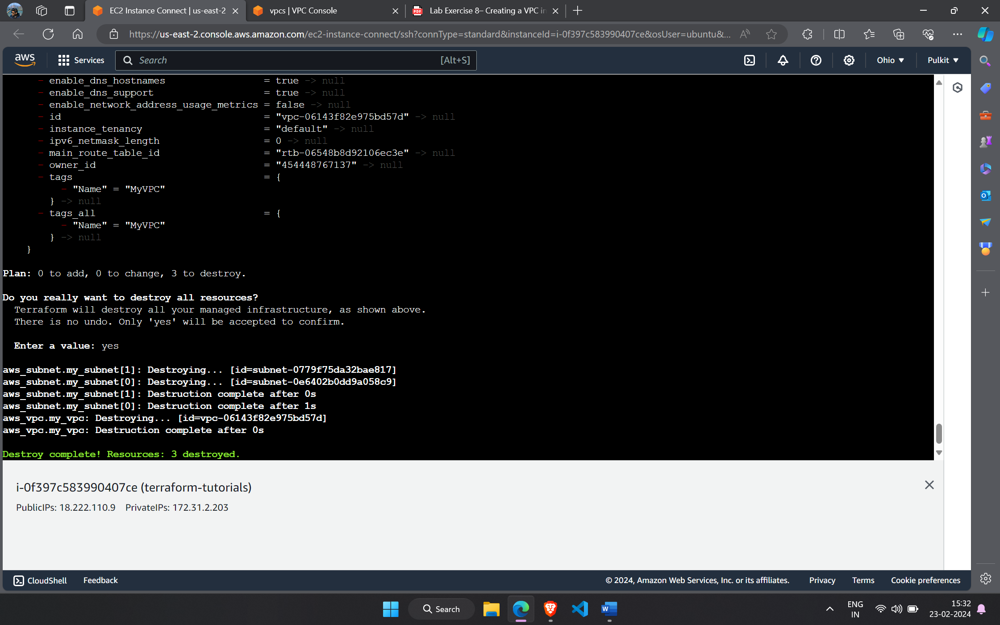 EC2 Instance Connect | us-east-2
vpcs | VPC Console
PDF
Lab Exercise 8– Creating a VPC in
https://us-east-2.console.aws.amazon.com/ec2-instance-connect/ssh?connType=standard&instanceId=i-0f397c583990407ce&osUser=ubuntu&...
aws
Services
Search
[Alt+S]
Ohio
Pulkit
- enable_dns_hostnames = true -> null
- enable_dns_support = true -> null
- enable_network_address_usage_metrics = false -> null
- id = "vpc-06143f82e975bd57d" -> null
- instance_tenancy = "default" -> null
- ipv6_netmask_length = 0 -> null
- main_route_table_id = "rtb-06548b8d92106ec3e" -> null
- owner_id = "454448767137" -> null
- tags = {
- "Name" = "MyVPC"
} -> null
- tags_all = {
- "Name" = "MyVPC"
} -> null
}
Plan: 0 to add, 0 to change, 3 to destroy.
Do you really want to destroy all resources?
Terraform will destroy all your managed infrastructure, as shown above.
There is no undo. Only 'yes' will be accepted to confirm.
Enter a value: yes
aws_subnet.my_subnet[1]: Destroying... [id=subnet-0779f75da32bae817]
aws_subnet.my_subnet[0]: Destroying... [id=subnet-0e6402b0dd9a058c9]
aws_subnet.my_subnet[1]: Destruction complete after 0s
aws_subnet.my_subnet[0]: Destruction complete after 1s
aws_vpc.my_vpc: Destroying... [id=vpc-06143f82e975bd57d]
aws_vpc.my_vpc: Destruction complete after 0s
Destroy complete! Resources: 3 destroyed.
i-0f397c583990407ce (terraform-tutorials)
PublicIPs: 18.222.110.9 PrivateIPs: 172.31.2.203
CloudShell
Feedback
© 2024, Amazon Web Services, Inc. or its affiliates.
Privacy
Terms
Cookie preferences
Search
ENG
IN
15:32
23-02-2024